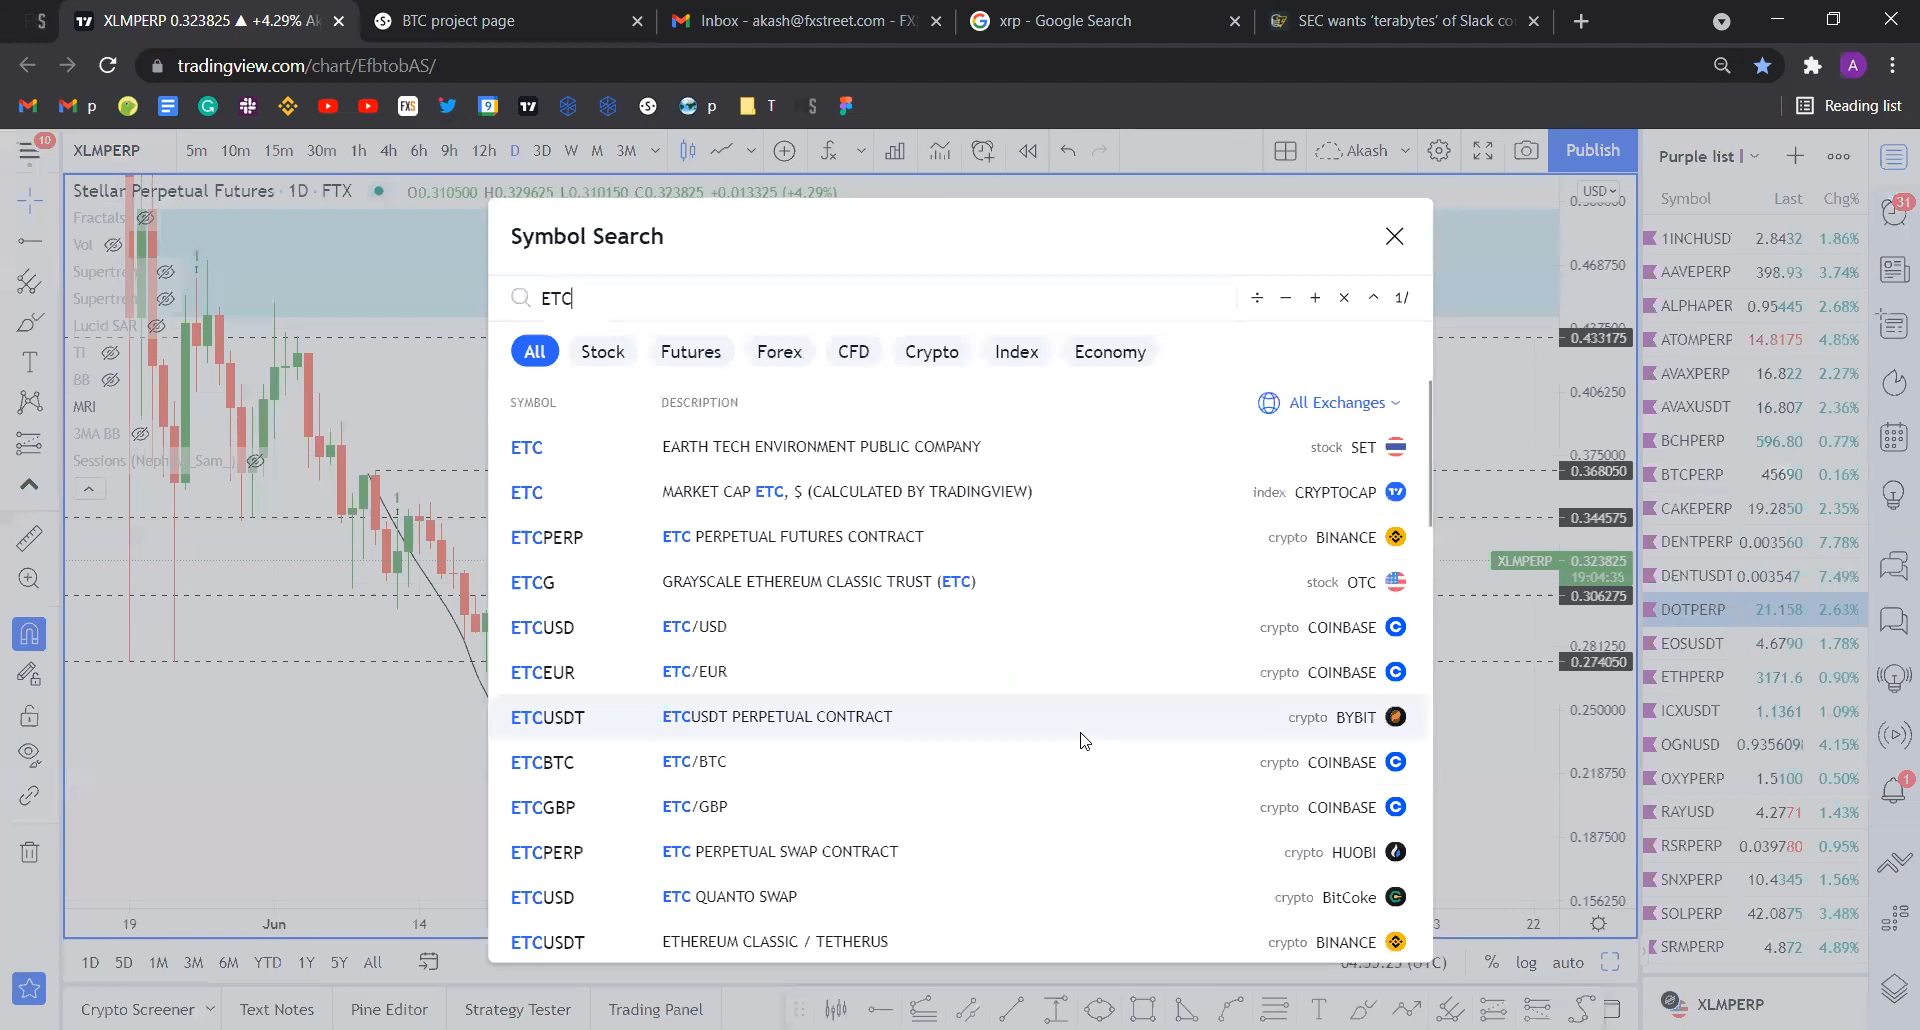 XLMPERP 0.323825 ▲ +4.29%
BTC project page
Inbox - akash@fxstreet.com - FX
xrp - Google Search
SEC wants 'terabytes' of Slack co
tradingview.com/chart/EfbtobAS/
A
p
p
T
Reading list
10
XLMPERP
5m 10m 15m 30m 1h 4h 6h 9h 12h D 3D W M 3M
Akash
Publish
Purple list
Stellar Perpetual Futures · 1D · FTX O0.310500 H0.329625 L0.310150 C0.323825 +0.013325 (+4.29%)
USD
Fractals
Vol
Lucid SAR
TI
BB
MRI
3MA BB
Symbol Search
ETC
÷ − + × ^ 1/
All Stock Futures Forex CFD Crypto Index Economy
SYMBOL DESCRIPTION All Exchanges
ETC EARTH TECH ENVIRONMENT PUBLIC COMPANY stock SET
ETC MARKET CAP ETC, $ (CALCULATED BY TRADINGVIEW) index CRYPTOCAP
ETCPERP ETC PERPETUAL FUTURES CONTRACT crypto BINANCE
ETCG GRAYSCALE ETHEREUM CLASSIC TRUST (ETC) stock OTC
ETCUSD ETC/USD crypto COINBASE
ETCEUR ETC/EUR crypto COINBASE
ETCUSDT ETCUSDT PERPETUAL CONTRACT crypto BYBIT
ETCBTC ETC/BTC crypto COINBASE
ETCGBP ETC/GBP crypto COINBASE
ETCPERP ETC PERPETUAL SWAP CONTRACT crypto HUOBI
ETCUSD ETC QUANTO SWAP crypto BitCoke
ETCUSDT ETHEREUM CLASSIC / TETHERUS crypto BINANCE
0.468750
0.433175
0.406250
0.375000
0.368050
0.344575
XLMPERP 0.323825
19:04:35
0.306275
0.281250
0.274050
0.250000
0.218750
0.187500
0.156250
19 Jun 14 22
Symbol Last Chg%
1INCHUSD 2.8432 1.86%
AAVEPERP 398.93 3.74%
ALPHAPER 0.95445 2.68%
ATOMPERP 14.8175 4.85%
AVAXPERP 16.822 2.27%
AVAXUSDT 16.807 2.36%
BCHPERP 596.80 0.77%
BTCPERP 45690 0.16%
CAKEPERP 19.2850 2.35%
DENTPERP 0.003560 7.78%
DENTUSDT 0.003547 7.49%
DOTPERP 21.158 2.63%
EOSUSDT 4.6790 1.78%
ETHPERP 3171.6 0.90%
ICXUSDT 1.1361 1.09%
OGNUSD 0.935609 4.15%
OXYPERP 1.5100 0.50%
RAYUSD 4.2771 1.43%
RSRPERP 0.039780 0.95%
SNXPERP 10.4345 1.56%
SOLPERP 42.0875 3.48%
SRMPERP 4.872 4.89%
31
1
1D 5D 1M 3M 6M YTD 1Y 5Y All
% log auto
Crypto Screener Text Notes Pine Editor Strategy Tester Trading Panel
XLMPERP